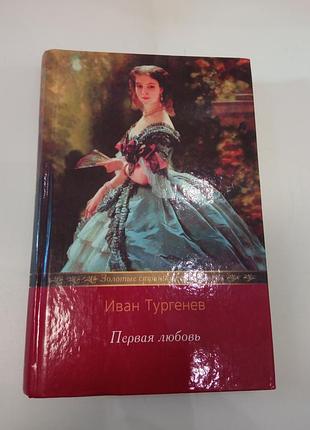 Золотые
Иван Тургенев
Первая любовь